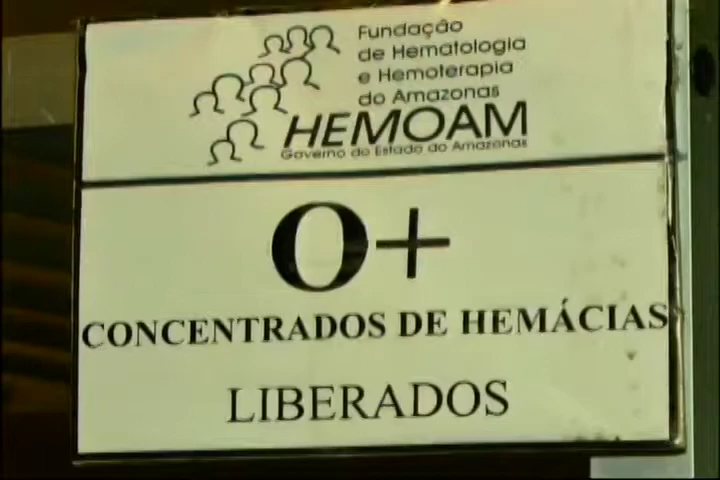 Fundação
de Hematologia
e Hemoterapia
do Amazonas
HEMOAM
Governo do Estado do Amazonas
O+
CONCENTRADOS DE HEMÁCIAS
LIBERADOS